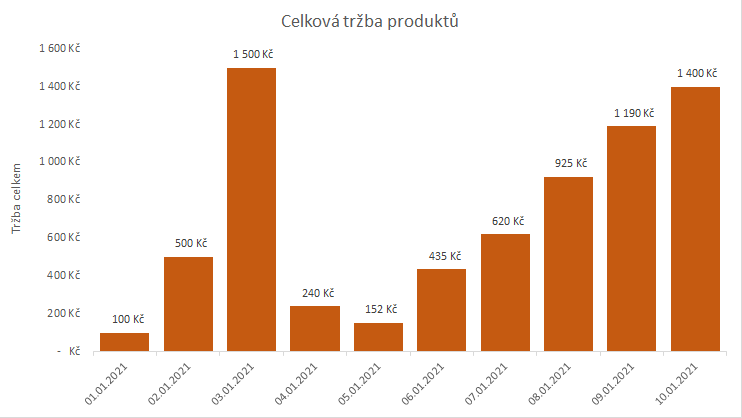 Celková tržba produktů
Tržba celkem
1 600 Kč
1 400 Kč
1 200 Kč
1 000 Kč
800 Kč
600 Kč
400 Kč
200 Kč
- Kč
100 Kč
500 Kč
1 500 Kč
240 Kč
152 Kč
435 Kč
620 Kč
925 Kč
1 190 Kč
1 400 Kč
01.01.2021
02.01.2021
03.01.2021
04.01.2021
05.01.2021
06.01.2021
07.01.2021
08.01.2021
09.01.2021
10.01.2021